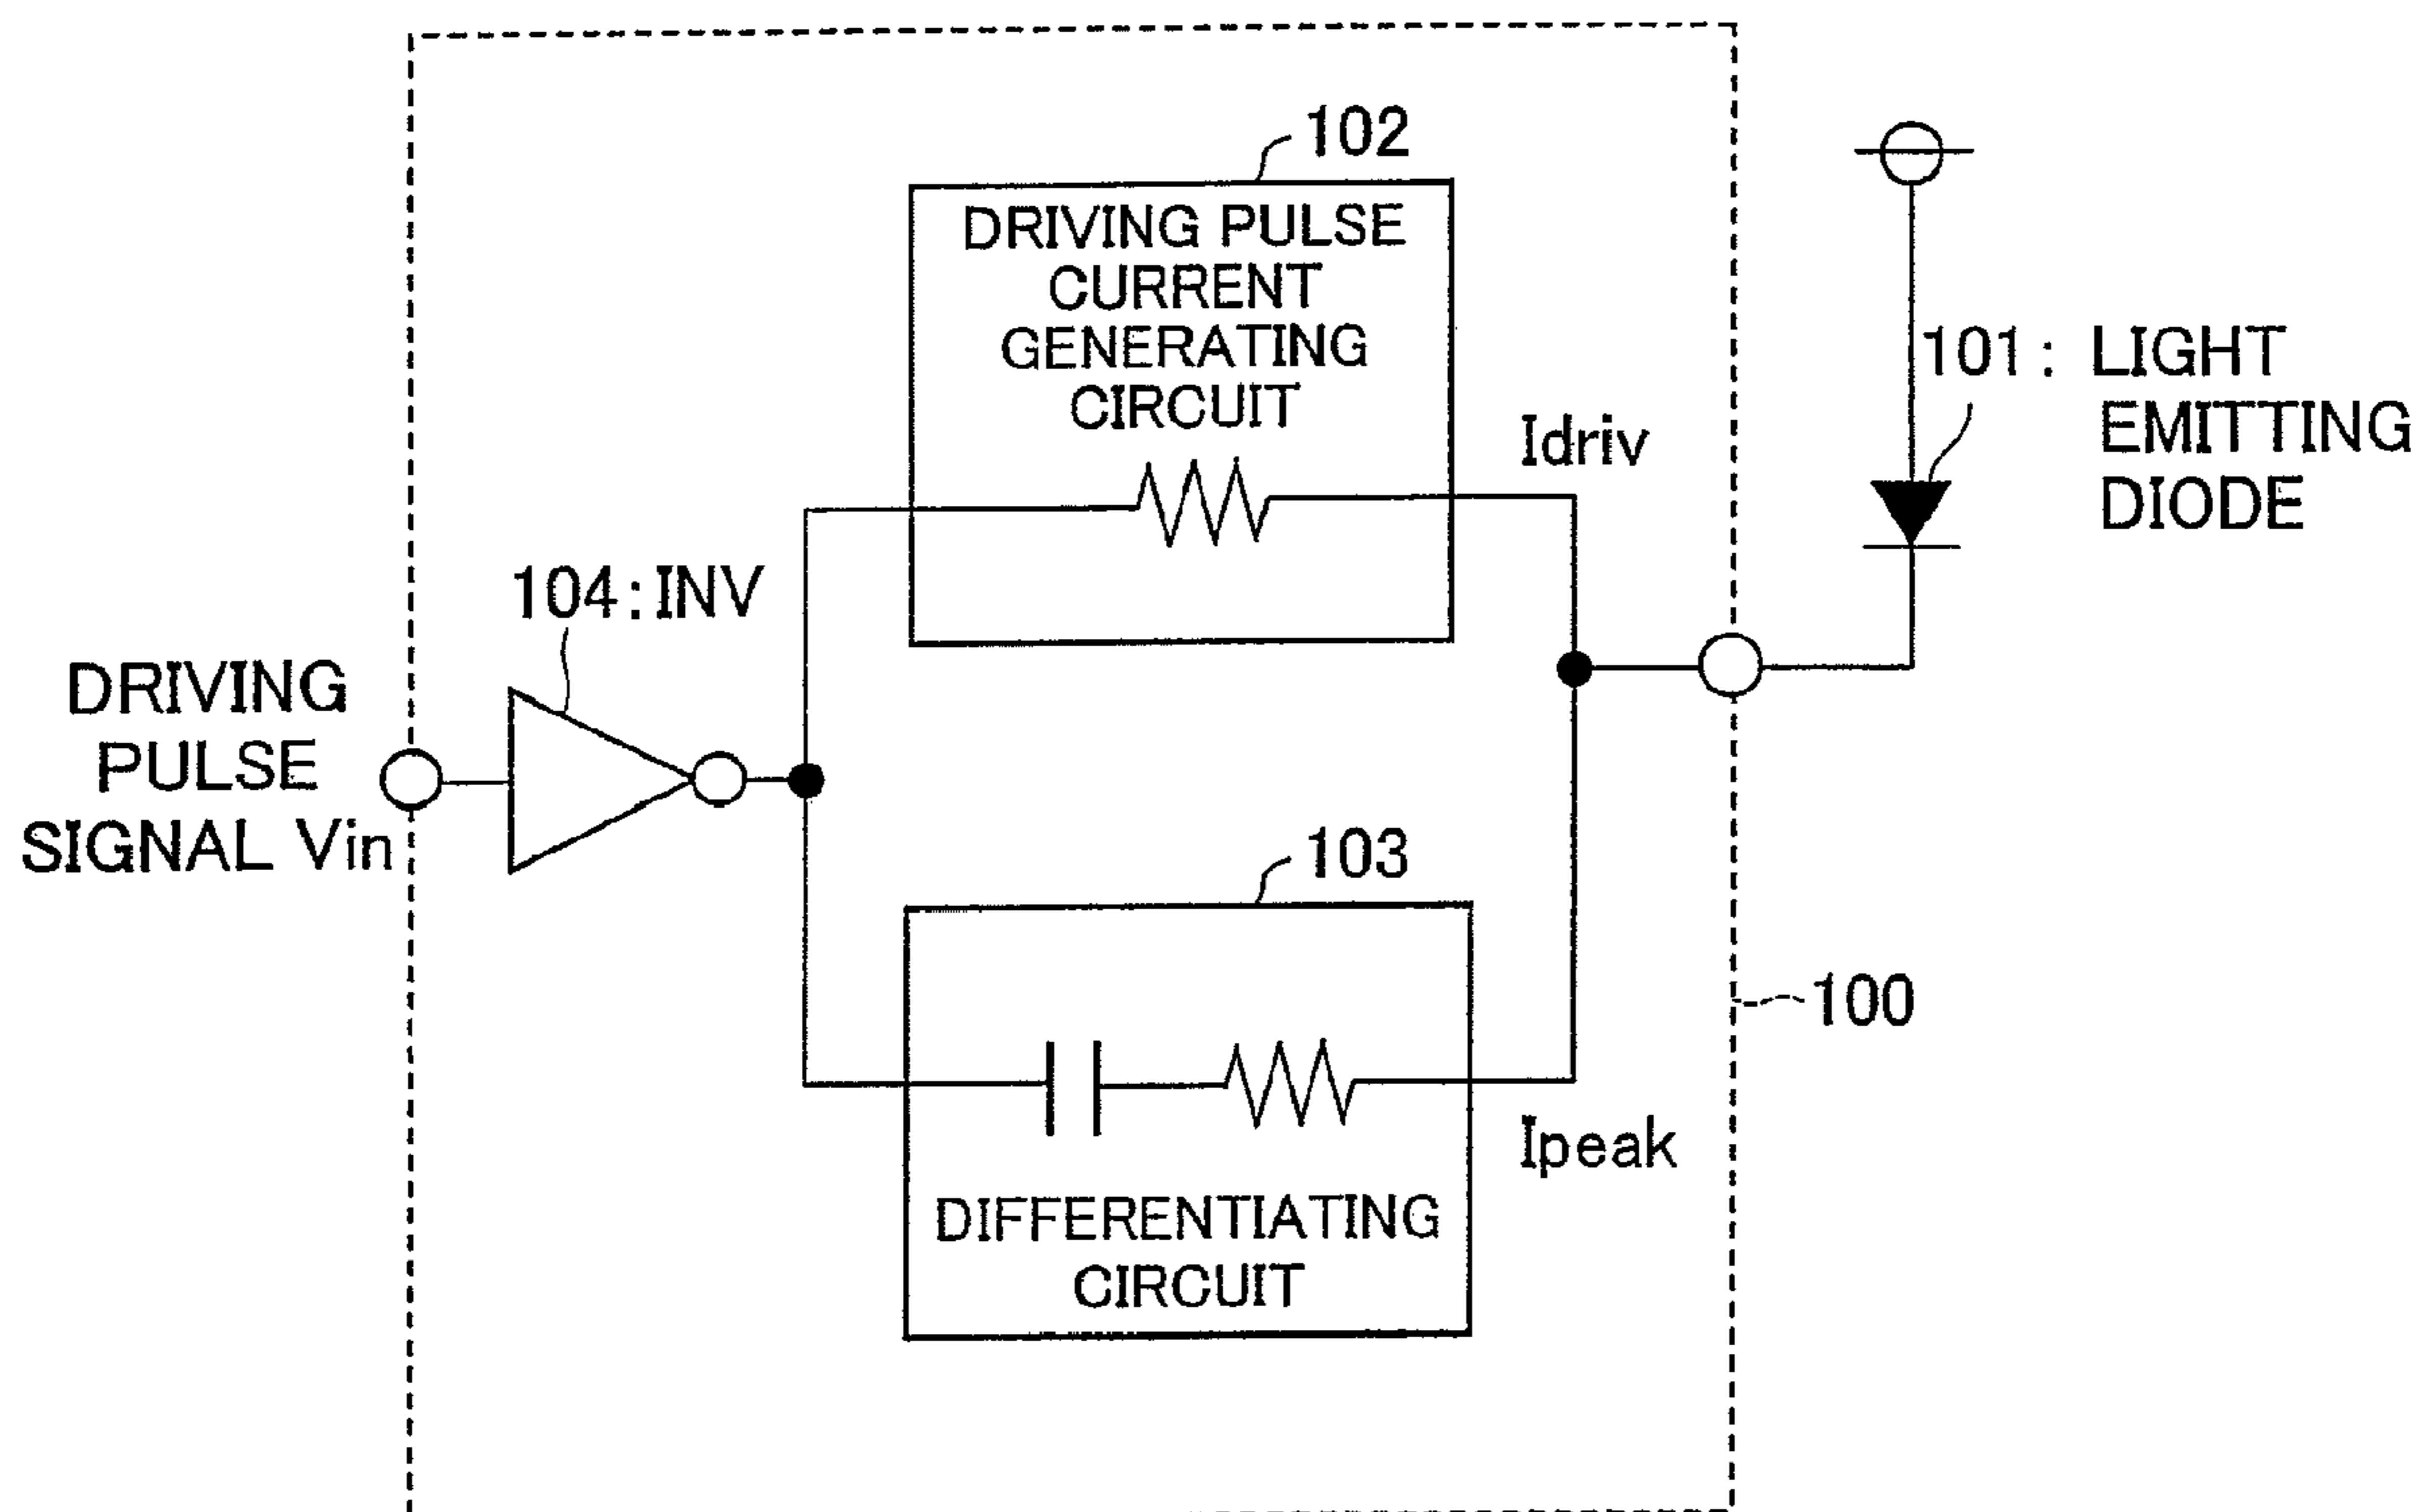 102
DRIVING PULSE
CURRENT
GENERATING
CIRCUIT
Idriv
101: LIGHT
EMITTING
DIODE
104:INV
DRIVING
PULSE
SIGNAL Vin
103
100
Ipeak
DIFFERENTIATING
CIRCUIT